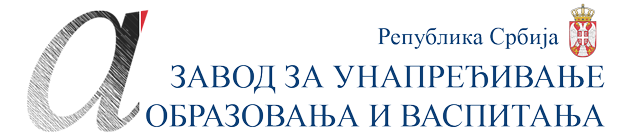 Република Србија
ЗАВОД ЗА УНАПРЕЂИВАЊЕ
ОБРАЗОВАЊА И ВАСПИТАЊА